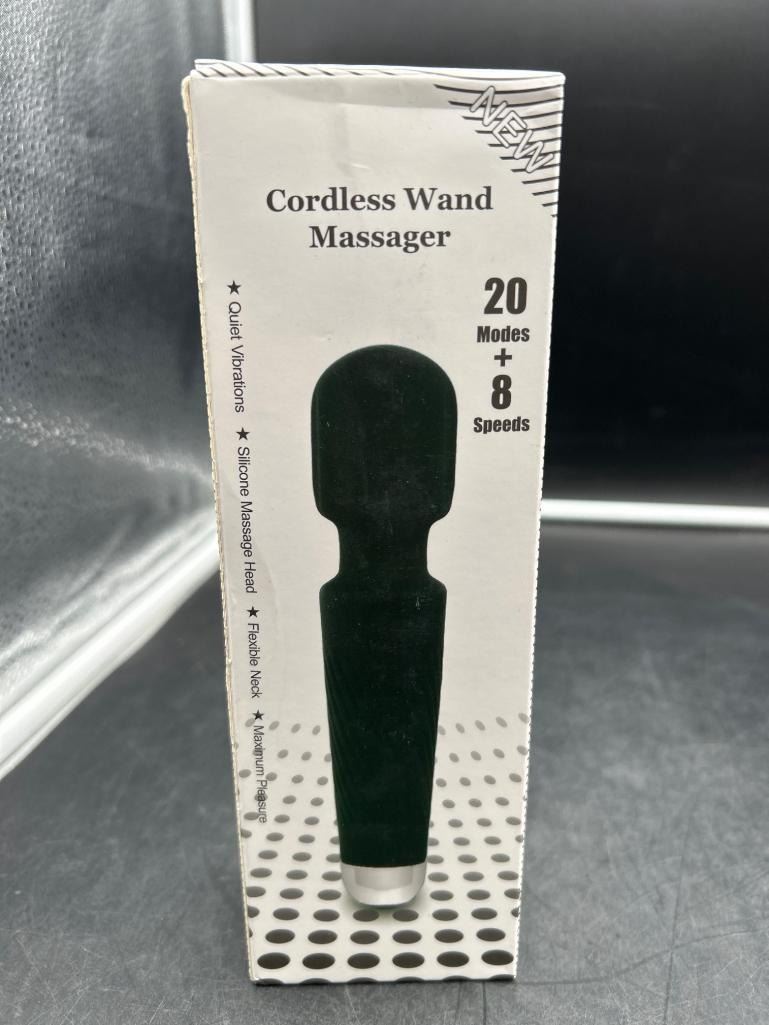 NEW
Cordless Wand
Massager
20
Modes
+
8
Speeds
★ Quiet Vibrations ★ Silicone Massage Head ★ Flexible Neck ★ Maximum Pleasure